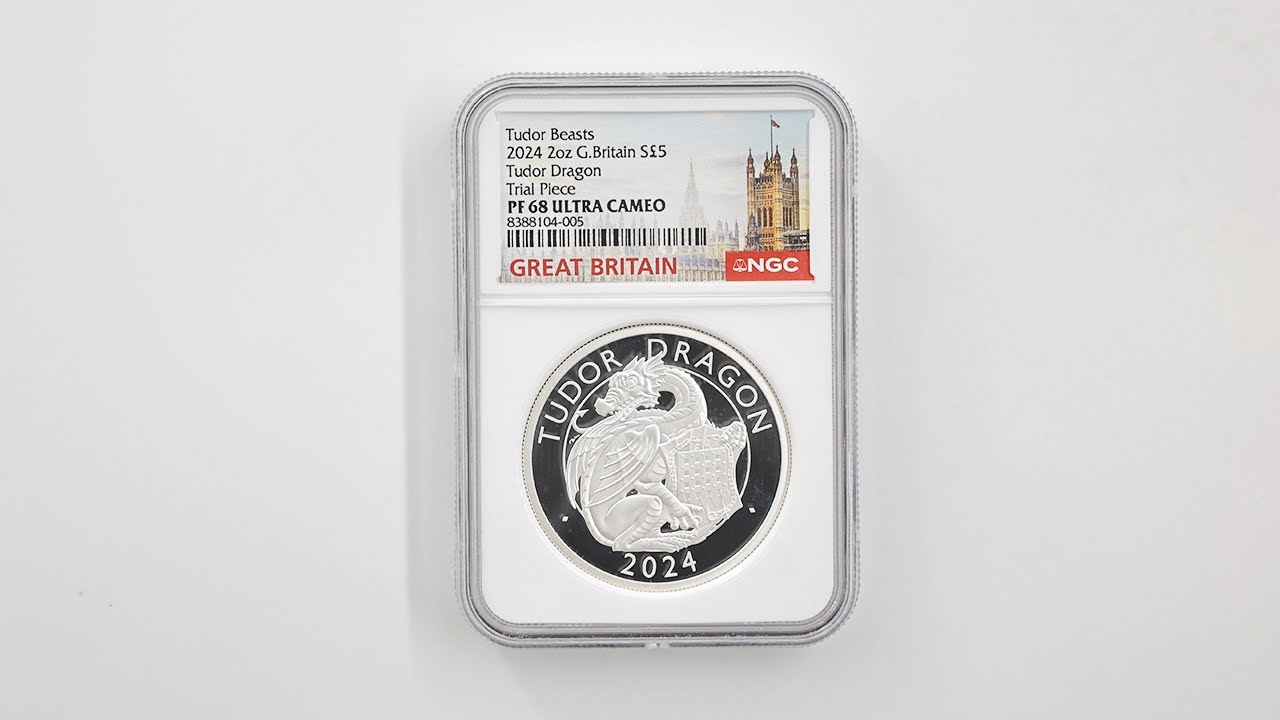 Tudor Beasts
2024 2oz G.Britain S£5
Tudor Dragon
Trial Piece
PF 68 ULTRA CAMEO
8388104-005
GREAT BRITAIN
NGC
TUDOR DRAGON
2024